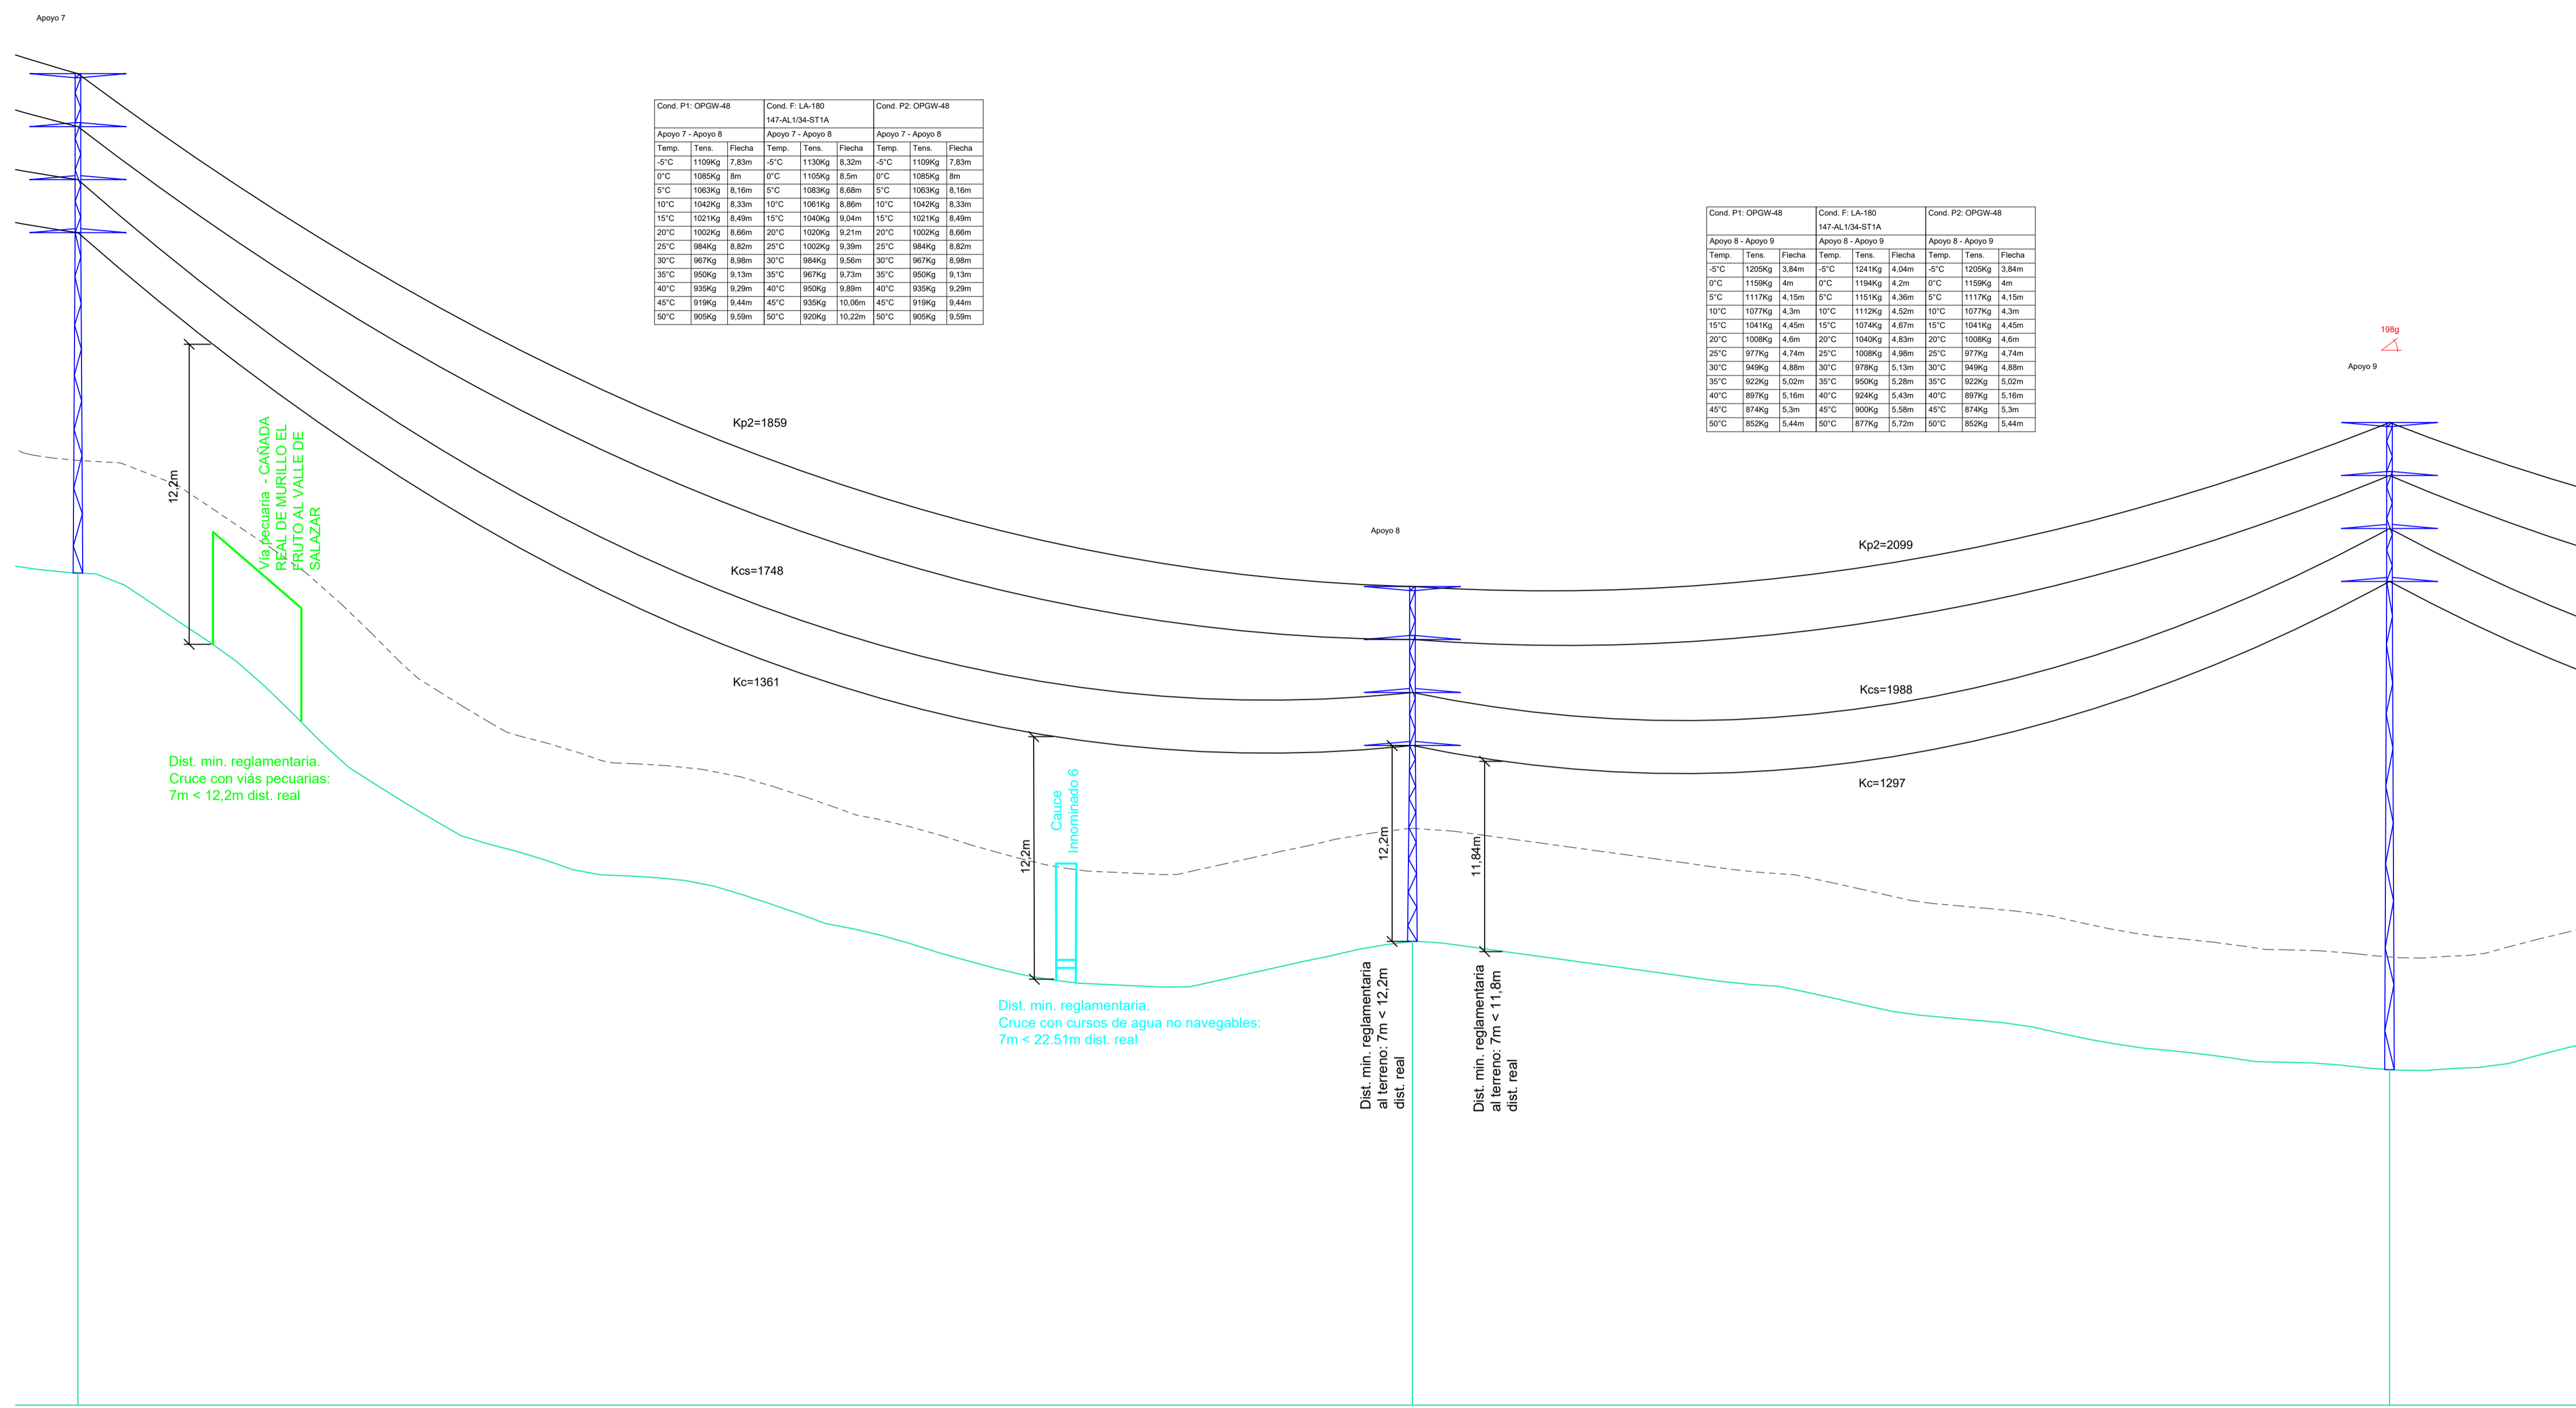 Apoyo 7
Cond. P1: OPGW-48 Cond. F: LA-180 Cond. P2: OPGW-48
147-AL1/34-ST1A
Apoyo 7 - Apoyo 8 Apoyo 7 - Apoyo 8 Apoyo 7 - Apoyo 8
Temp. Tens. Flecha Temp. Tens. Flecha Temp. Tens. Flecha
-5°C 1109Kg 7,83m -5°C 1130Kg 8,32m -5°C 1109Kg 7,83m
0°C 1085Kg 8m 0°C 1105Kg 8,5m 0°C 1085Kg 8m
5°C 1063Kg 8,16m 5°C 1083Kg 8,68m 5°C 1063Kg 8,16m
10°C 1042Kg 8,33m 10°C 1061Kg 8,86m 10°C 1042Kg 8,33m
15°C 1021Kg 8,49m 15°C 1040Kg 9,04m 15°C 1021Kg 8,49m
20°C 1002Kg 8,66m 20°C 1020Kg 9,21m 20°C 1002Kg 8,66m
25°C 984Kg 8,82m 25°C 1002Kg 9,39m 25°C 984Kg 8,82m
30°C 967Kg 8,98m 30°C 984Kg 9,56m 30°C 967Kg 8,98m
35°C 950Kg 9,13m 35°C 967Kg 9,73m 35°C 950Kg 9,13m
40°C 935Kg 9,29m 40°C 950Kg 9,89m 40°C 935Kg 9,29m
45°C 919Kg 9,44m 45°C 935Kg 10,06m 45°C 919Kg 9,44m
50°C 905Kg 9,59m 50°C 920Kg 10,22m 50°C 905Kg 9,59m
Cond. P1: OPGW-48 Cond. F: LA-180 Cond. P2: OPGW-48
147-AL1/34-ST1A
Apoyo 8 - Apoyo 9 Apoyo 8 - Apoyo 9 Apoyo 8 - Apoyo 9
Temp. Tens. Flecha Temp. Tens. Flecha Temp. Tens. Flecha
-5°C 1205Kg 3,84m -5°C 1241Kg 4,04m -5°C 1205Kg 3,84m
0°C 1159Kg 4m 0°C 1194Kg 4,2m 0°C 1159Kg 4m
5°C 1117Kg 4,15m 5°C 1151Kg 4,36m 5°C 1117Kg 4,15m
10°C 1077Kg 4,3m 10°C 1112Kg 4,52m 10°C 1077Kg 4,3m
15°C 1041Kg 4,45m 15°C 1074Kg 4,67m 15°C 1041Kg 4,45m
20°C 1008Kg 4,6m 20°C 1040Kg 4,83m 20°C 1008Kg 4,6m
25°C 977Kg 4,74m 25°C 1008Kg 4,98m 25°C 977Kg 4,74m
30°C 949Kg 4,88m 30°C 978Kg 5,13m 30°C 949Kg 4,88m
35°C 922Kg 5,02m 35°C 950Kg 5,28m 35°C 922Kg 5,02m
40°C 897Kg 5,16m 40°C 924Kg 5,43m 40°C 897Kg 5,16m
45°C 874Kg 5,3m 45°C 900Kg 5,58m 45°C 874Kg 5,3m
50°C 852Kg 5,44m 50°C 877Kg 5,72m 50°C 852Kg 5,44m
198g
Apoyo 9
Kp2=1859
12,2m
Vía pecuaria - CAÑADA
REAL DE MURILLO EL
FRUTO AL VALLE DE
SALAZAR
Apoyo 8
Kp2=2099
Kcs=1748
Kc=1361
Kcs=1988
Kc=1297
Dist. min. reglamentaria.
Cruce con viás pecuarias:
7m < 12,2m dist. real
Cauce
Innominado 6
12,2m
12,2m
11,84m
Dist. min. reglamentaria.
Cruce con cursos de agua no navegables:
7m < 22.51m dist. real
Dist. min. reglamentaria
al terreno: 7m < 12,2m
dist. real
Dist. min. reglamentaria
al terreno: 7m < 11,8m
dist. real